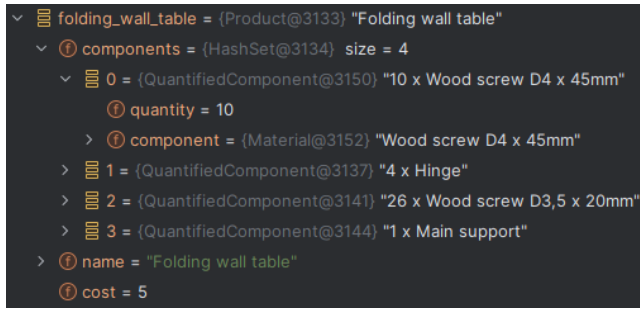 folding_wall_table = {Product@3133} "Folding wall table"
components = {HashSet@3134} size = 4
0 = {QuantifiedComponent@3150} "10 x Wood screw D4 x 45mm"
quantity = 10
component = {Material@3152} "Wood screw D4 x 45mm"
1 = {QuantifiedComponent@3137} "4 x Hinge"
2 = {QuantifiedComponent@3141} "26 x Wood screw D3,5 x 20mm"
3 = {QuantifiedComponent@3144} "1 x Main support"
name = "Folding wall table"
cost = 5